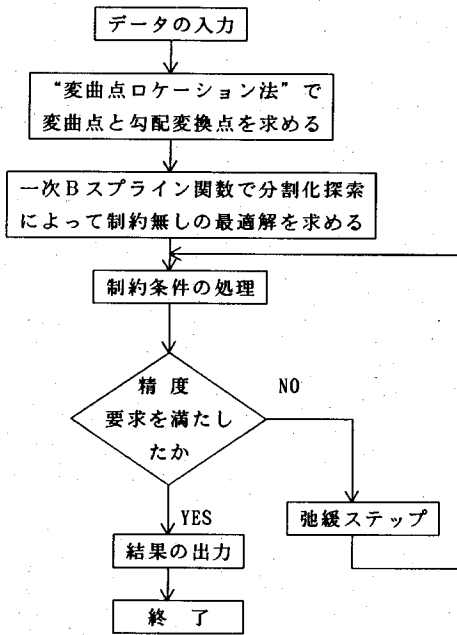 データの入力
“変曲点ロケーション法”で
変曲点と勾配変換点を求める
一次Bスプライン関数で分割化探索
によって制約無しの最適解を求める
制約条件の処理
精 度
要求を満たし
たか
NO
YES
弛緩ステップ
結果の出力
終 了